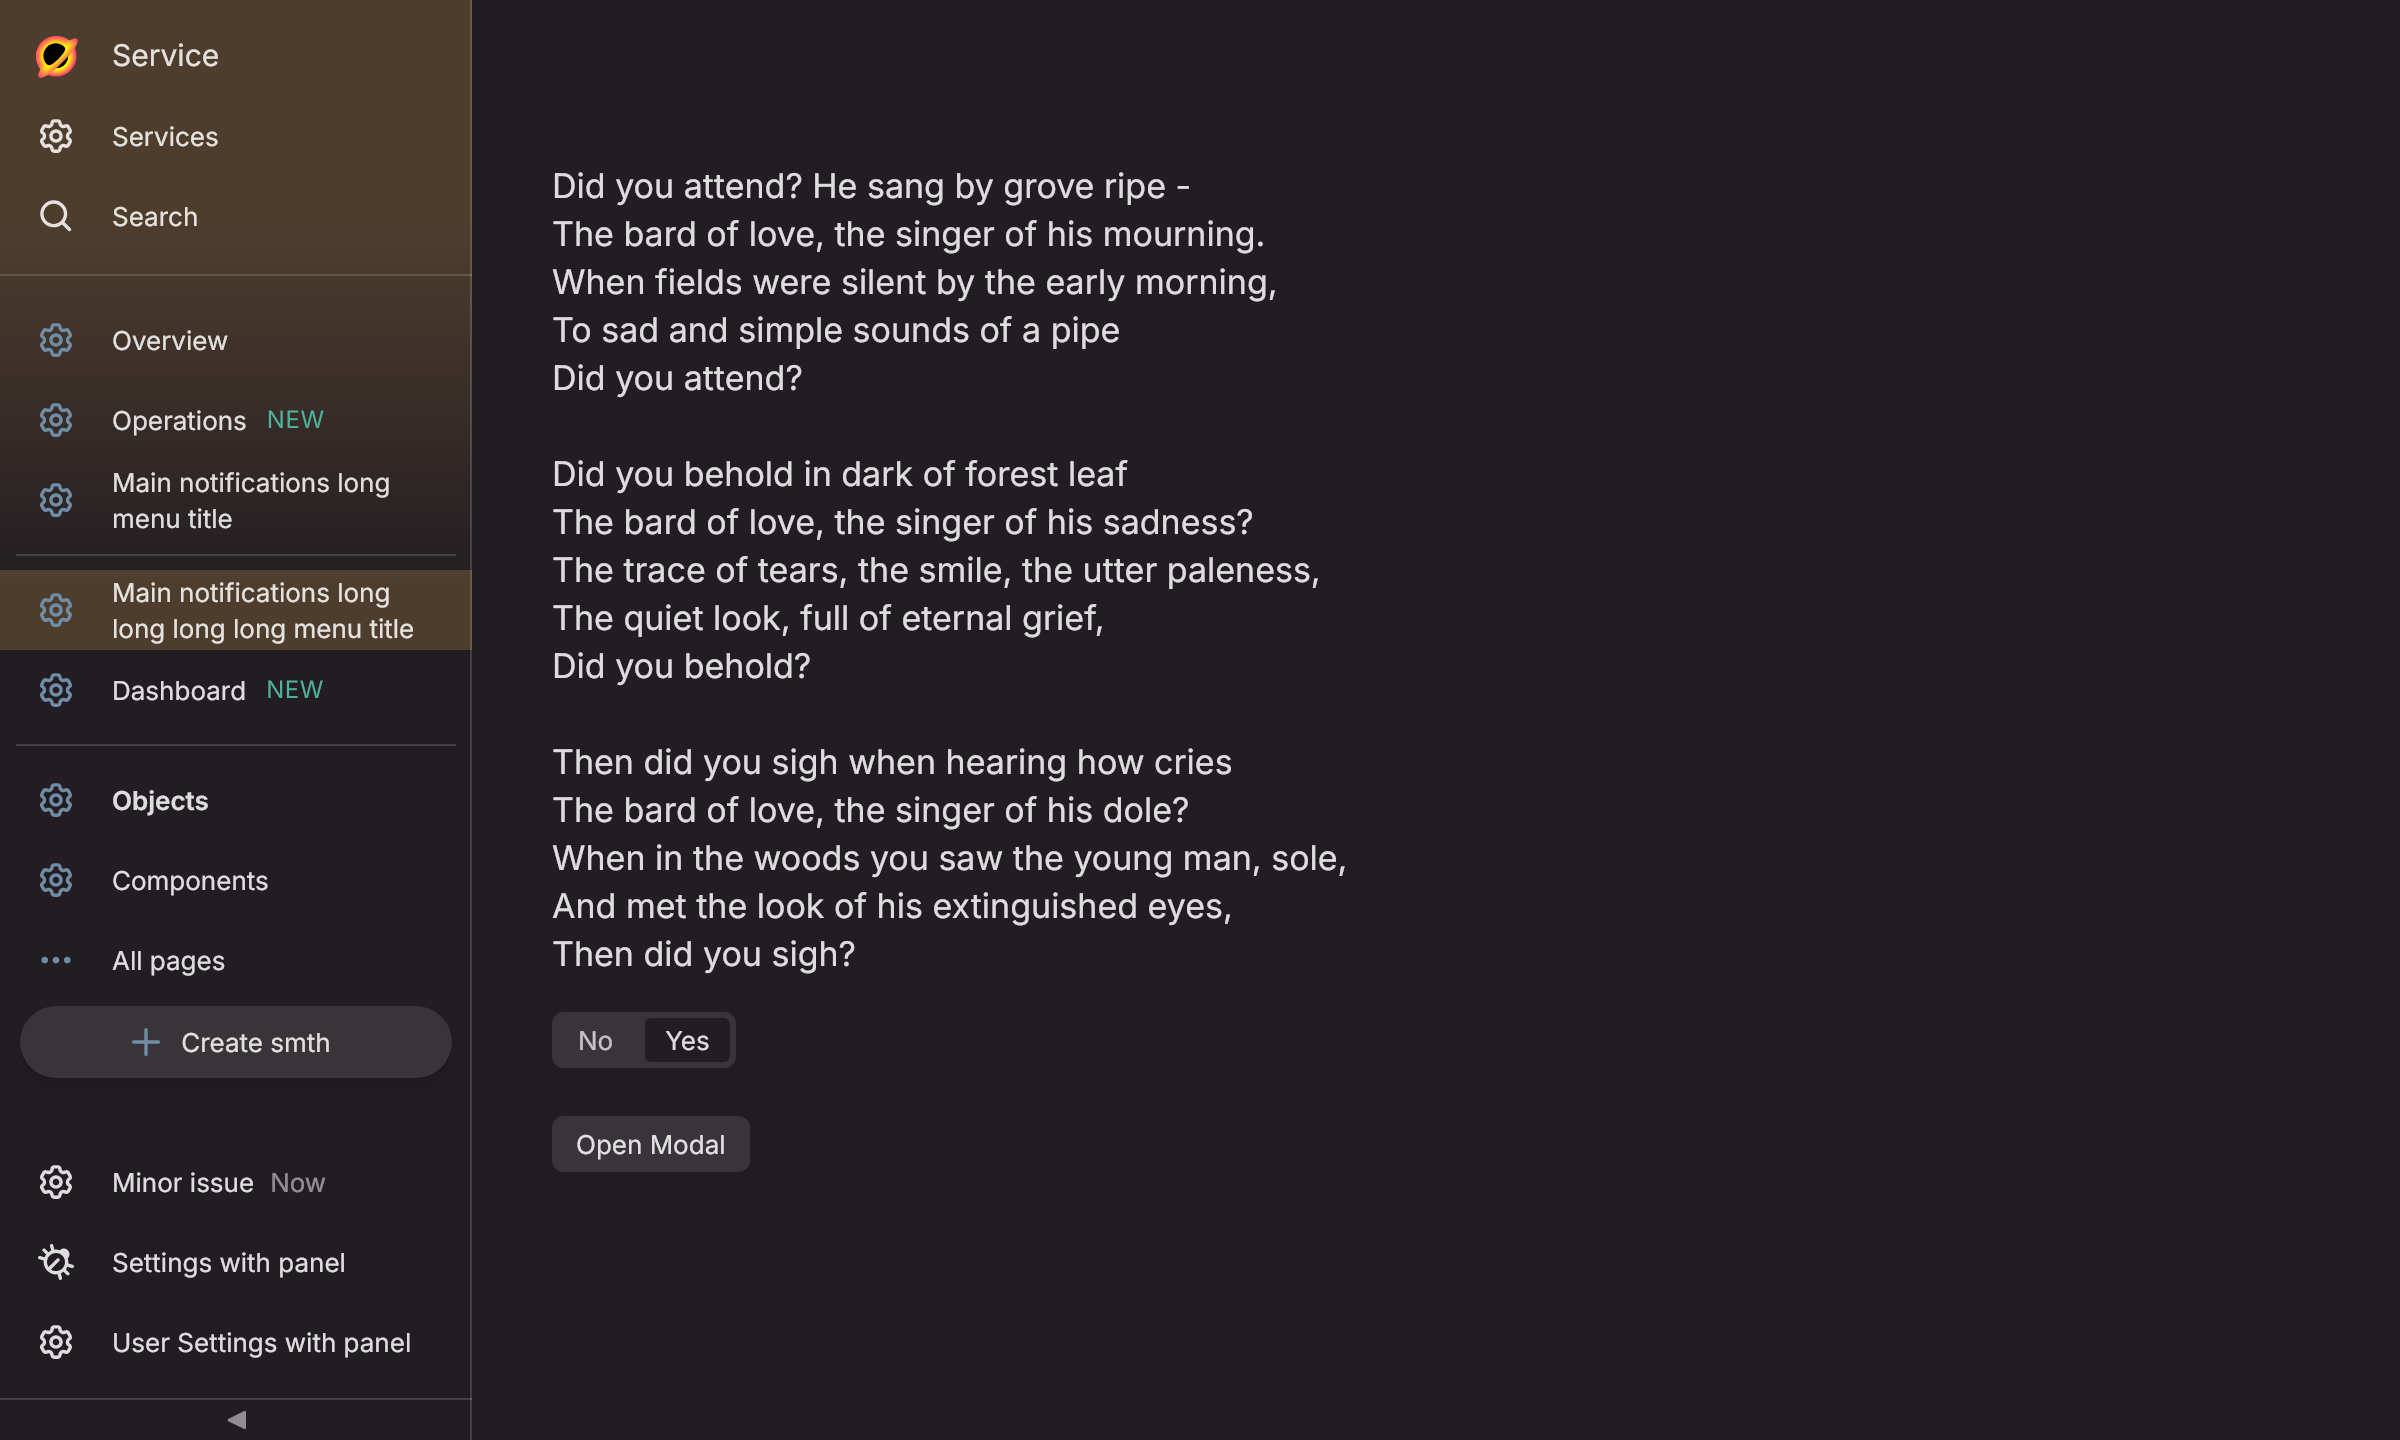 Service
Services
Search
Overview
Operations NEW
Main notifications long
menu title
Main notifications long
long long long menu title
Dashboard NEW
Objects
Components
All pages
Create smth
Minor issue Now
Settings with panel
User Settings with panel
Did you attend? He sang by grove ripe -
The bard of love, the singer of his mourning.
When fields were silent by the early morning,
To sad and simple sounds of a pipe
Did you attend?
Did you behold in dark of forest leaf
The bard of love, the singer of his sadness?
The trace of tears, the smile, the utter paleness,
The quiet look, full of eternal grief,
Did you behold?
Then did you sigh when hearing how cries
The bard of love, the singer of his dole?
When in the woods you saw the young man, sole,
And met the look of his extinguished eyes,
Then did you sigh?
No Yes
Open Modal